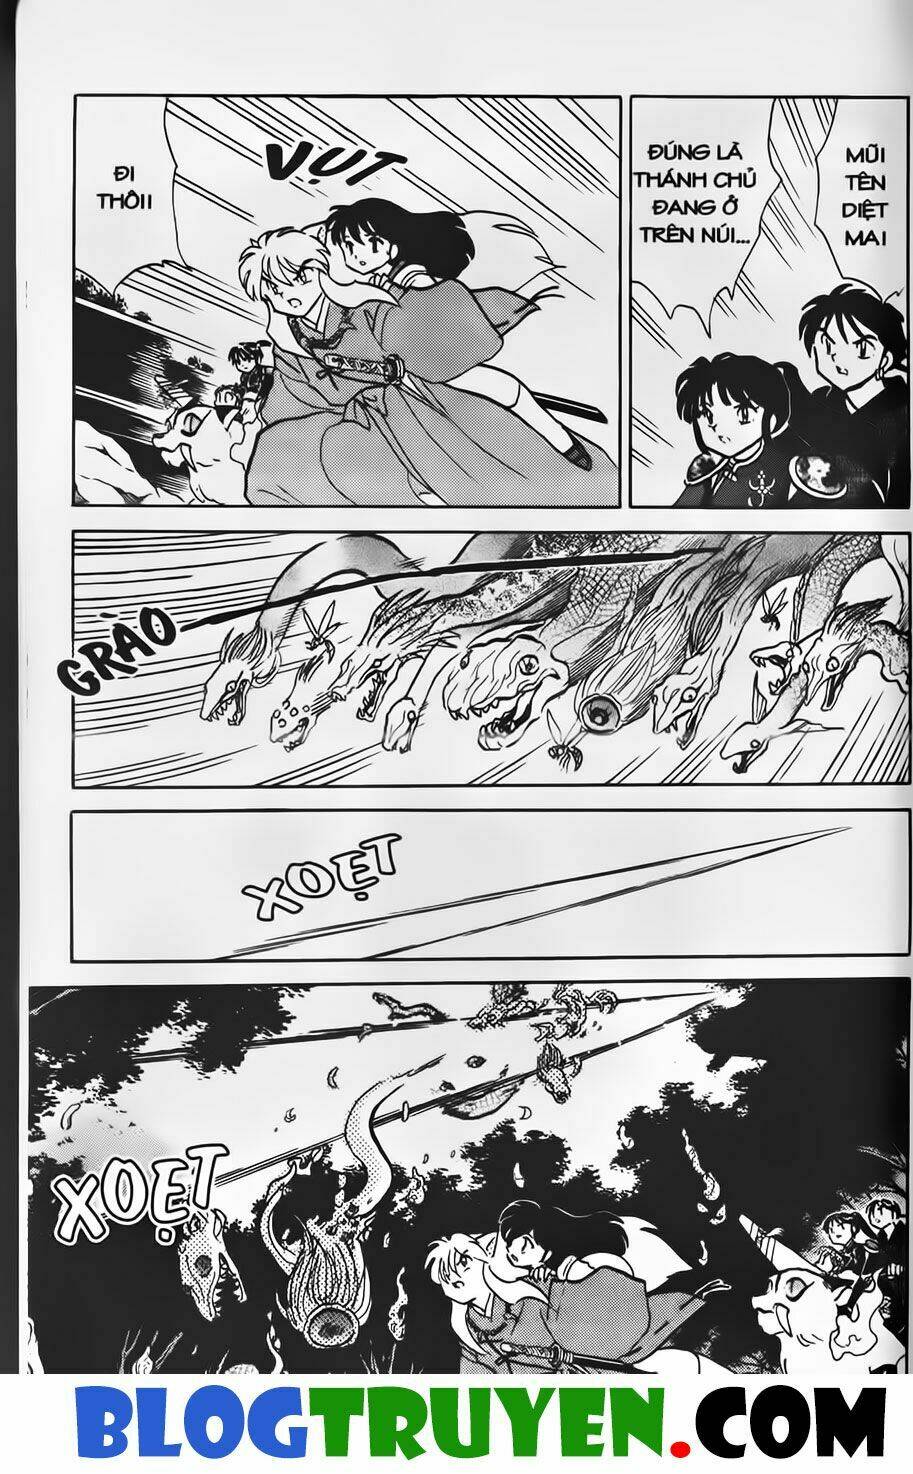 MŨI
TÊN
DIỆT
MA!
ĐÚNG LÀ
THÁNH CHỦ
ĐANG Ở
TRÊN NÚI...
VỤT
ĐI
THÔI!
GRÀO
XOẸT
XOẸT
BLOGTRUYEN.COM